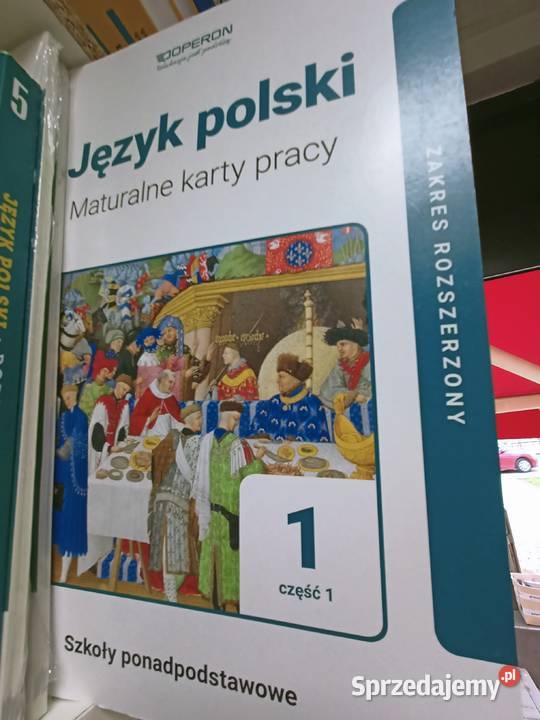 OPERON
Język polski
Maturalne karty pracy
ZAKRES ROZSZERZONY
1
część 1
Szkoły ponadpodstawowe
5
JĘZYK POLSKI
Sprzedajemy.pl